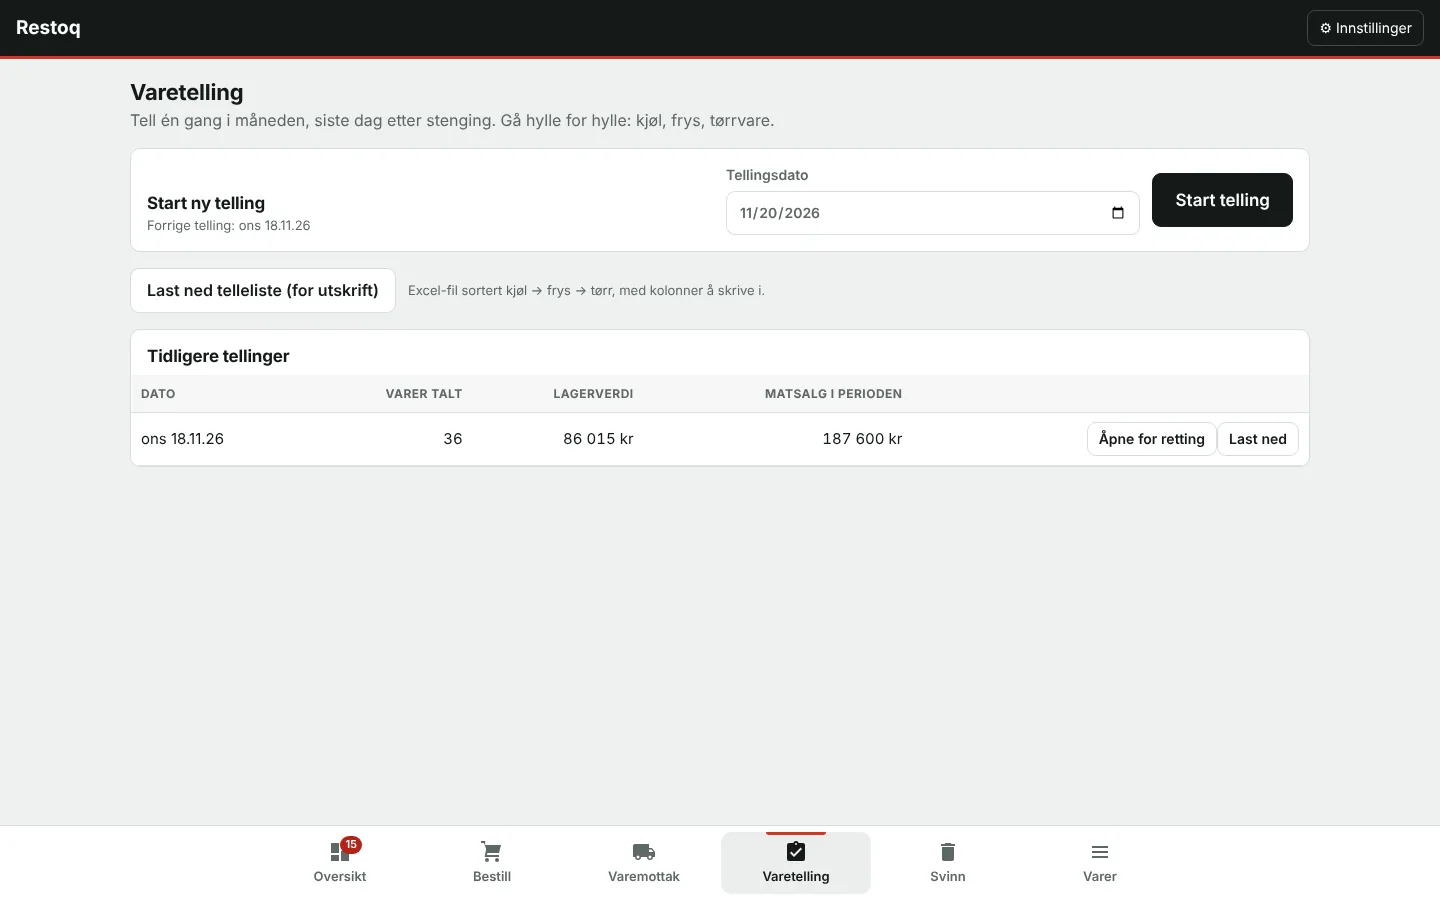 Restoq
⚙ Innstillinger
Varetelling
Tell én gang i måneden, siste dag etter stenging. Gå hylle for hylle: kjøl, frys, tørrvare.
Start ny telling
Forrige telling: ons 18.11.26
Tellingsdato
11/20/2026
Start telling
Last ned telleliste (for utskrift)
Excel-fil sortert kjøl → frys → tørr, med kolonner å skrive i.
Tidligere tellinger
DATO VARER TALT LAGERVERDI MATSALG I PERIODEN
ons 18.11.26 36 86 015 kr 187 600 kr Åpne for retting Last ned
15
Oversikt Bestill Varemottak Varetelling Svinn Varer